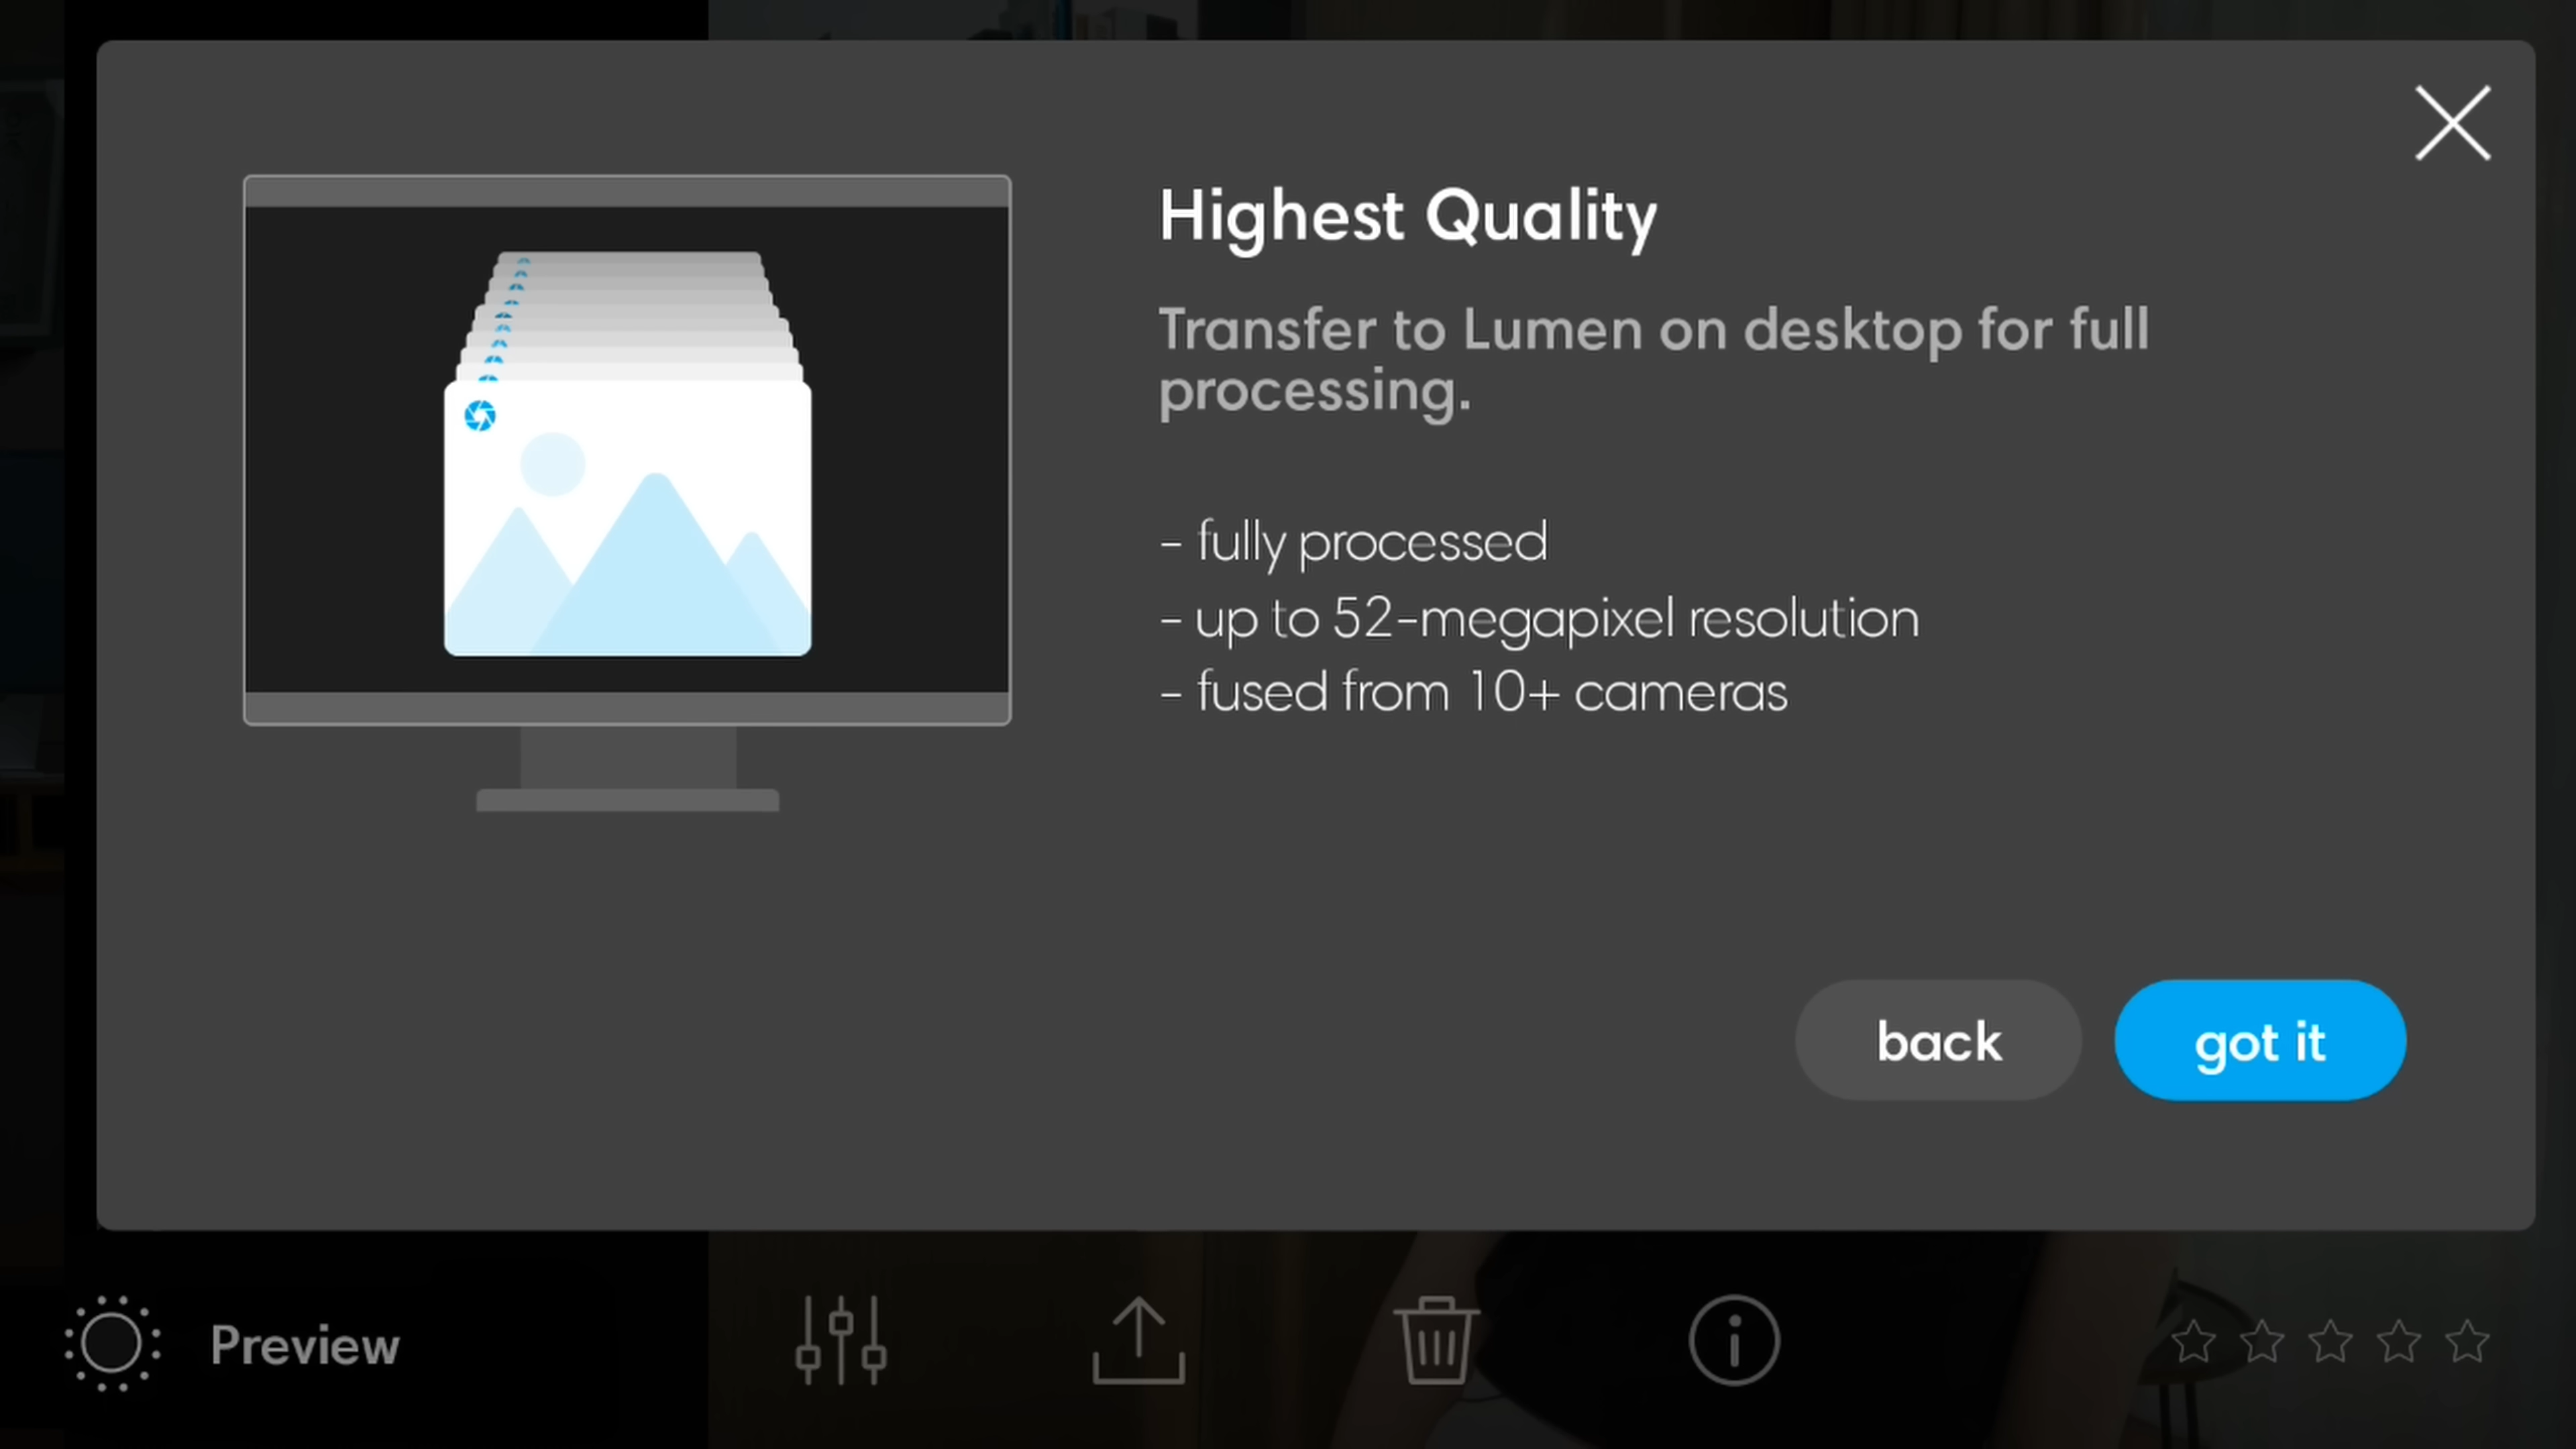 Highest Quality
Transfer to Lumen on desktop for full
processing.
- fully processed
- up to 52-megapixel resolution
- fused from 10+ cameras
back
got it
Preview